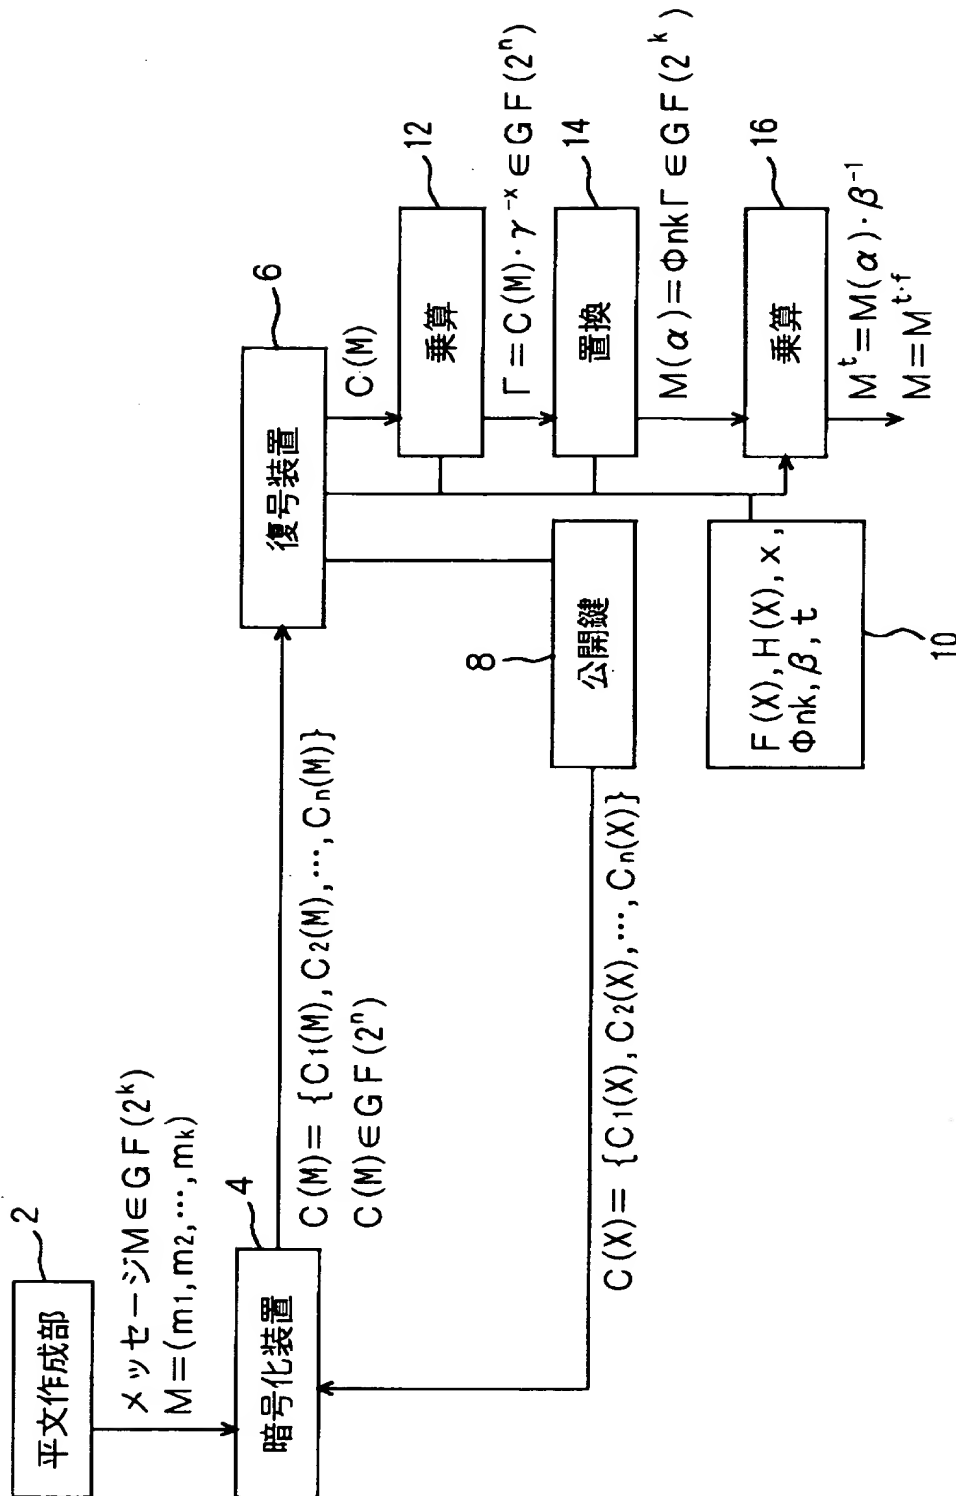 2
平文作成部
メッセージM∈GF(2^k)
M=(m1,m2,…,mk)
4
暗号化装置
C(M)={C1(M),C2(M),…,Cn(M)}
C(M)∈GF(2^n)
6
復号装置
C(M)
12
乗算
Γ=C(M)·γ^-x∈GF(2^n)
14
置換
M(α)=ΦnkΓ∈GF(2^k)
16
乗算
M^t=M(α)·β^-1
M=M^t·f
8
公開鍵
C(X)={C1(X),C2(X),…,Cn(X)}
F(X),H(X),x,
Φnk,β,t
10